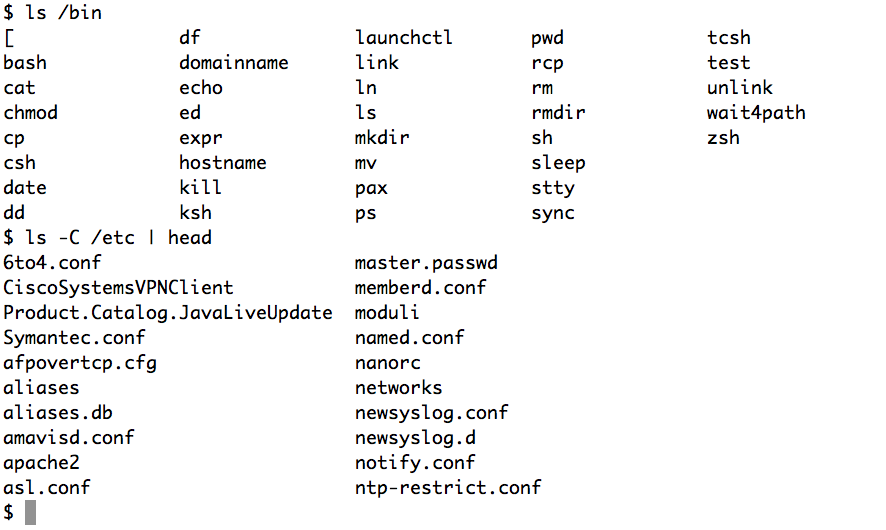 $ ls /bin
[               df              launchctl       pwd             tcsh
bash            domainname      link            rcp             test
cat             echo            ln              rm              unlink
chmod           ed              ls              rmdir           wait4path
cp              expr            mkdir           sh              zsh
csh             hostname        mv              sleep
date            kill            pax             stty
dd              ksh             ps              sync
$ ls -C /etc | head
6to4.conf                       master.passwd
CiscoSystemsVPNClient           memberd.conf
Product.Catalog.JavaLiveUpdate  moduli
Symantec.conf                   named.conf
afpovertcp.cfg                  nanorc
aliases                         networks
aliases.db                      newsyslog.conf
amavisd.conf                    newsyslog.d
apache2                         notify.conf
asl.conf                        ntp-restrict.conf
$